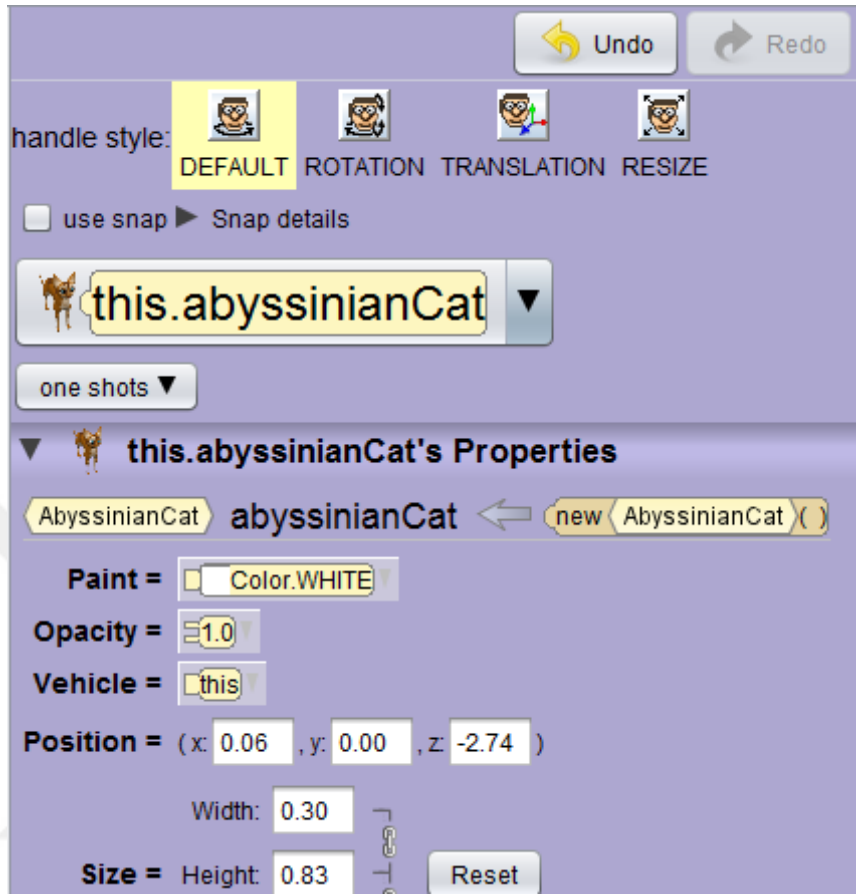 Undo Redo
handle style:
DEFAULT ROTATION TRANSLATION RESIZE
use snap Snap details
this.abyssinianCat
one shots
this.abyssinianCat's Properties
AbyssinianCat abyssinianCat new AbyssinianCat ( )
Paint = Color.WHITE
Opacity = 1.0
Vehicle = this
Position = ( x: 0.06 , y: 0.00 , z: -2.74 )
Width: 0.30
Size = Height: 0.83 Reset